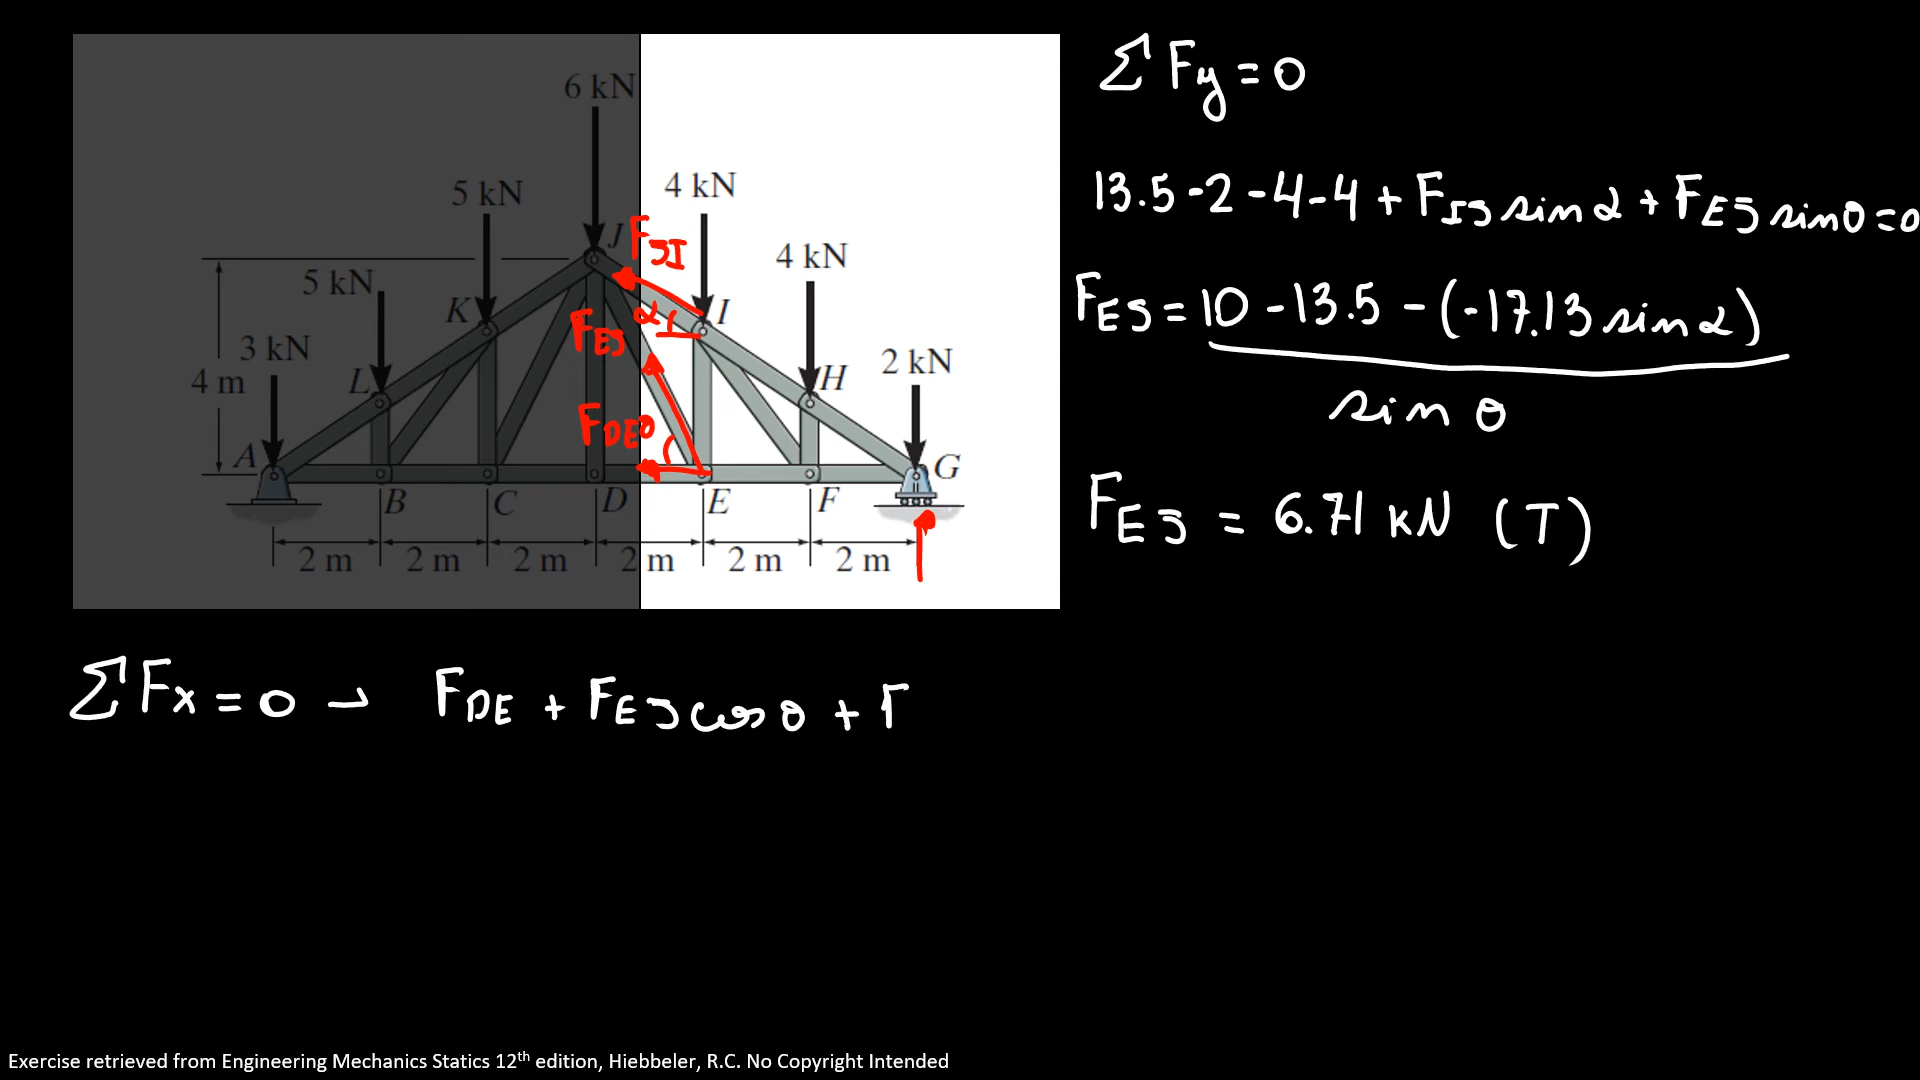 6 kN
5 kN
4 kN
J
F_JI
4 kN
5 kN
K
α
I
F_EJ
3 kN
4 m
L
H
2 kN
A
F_DE
θ
G
B
C
D
E
F
2 m
2 m
2 m
2 m
2 m
2 m
Σ Fy = 0
13.5 - 2 - 4 - 4 + F_IJ sin α + F_EJ sin θ = 0
F_EJ = 10 - 13.5 - (-17.13 sin α)
sin θ
F_EJ = 6.71 kN (T)
Σ Fx = 0 → F_DE + F_EJ cos θ +
Exercise retrieved from Engineering Mechanics Statics 12th edition, Hiebbeler, R.C. No Copyright Intended